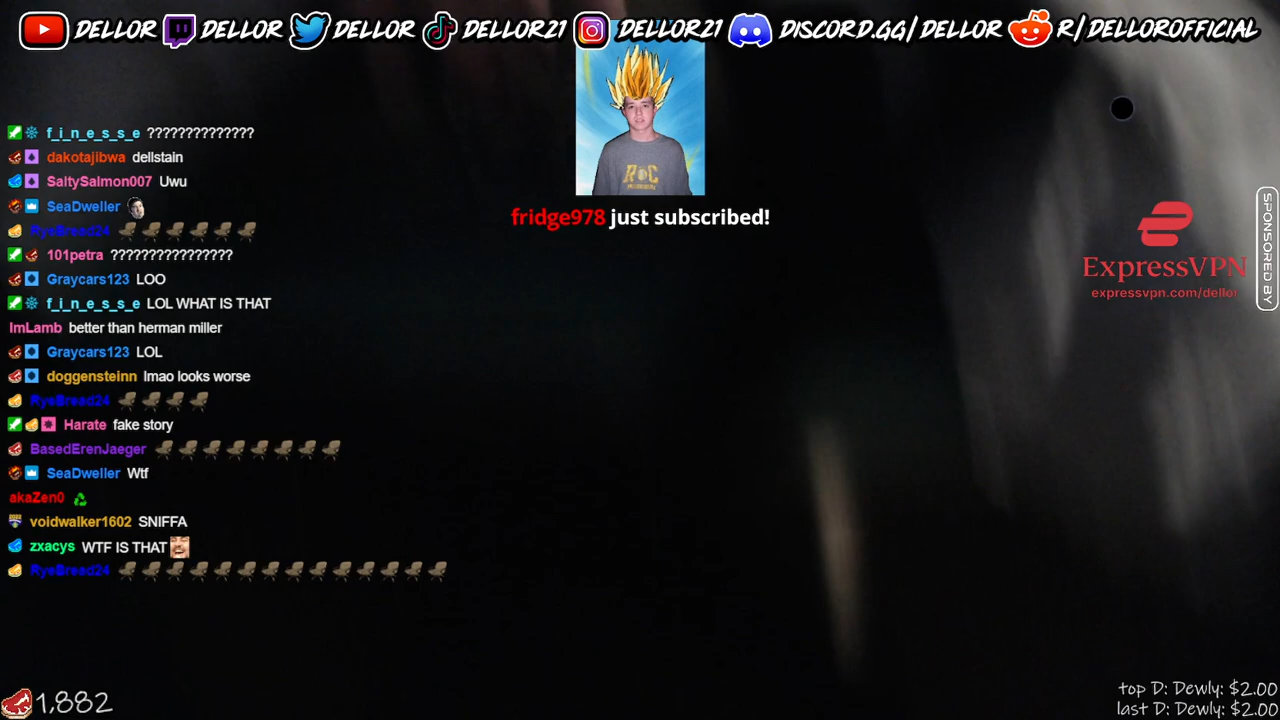 DELLOR DELLOR DELLOR DELLOR21 DELLOR21 DISCORD.GG/DELLOR R/DELLOROFFICIAL
f_i_n_e_s_s_e ??????????????
dakotajibwa dellstain
SaltySalmon007 Uwu
SeaDweller
RyeBread24
101petra ????????????????
Graycars123 LOO
f_i_n_e_s_s_e LOL WHAT IS THAT
ImLamb better than herman miller
Graycars123 LOL
doggensteinn lmao looks worse
RyeBread24
Harate fake story
BasedErenJaeger
SeaDweller Wtf
akaZen0
voidwalker1602 SNIFFA
zxacys WTF IS THAT
RyeBread24
1,882
R C
fridge978 just subscribed!
ExpressVPN
expressvpn.com/dellor
SPONSORED BY
top D: Dewly: $2.00
last D: Dewly: $2.00